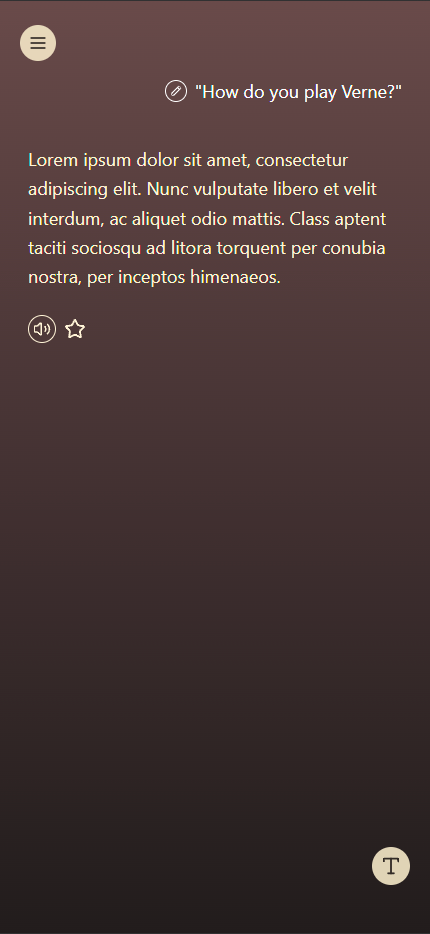 "How do you play Verne?"
Lorem ipsum dolor sit amet, consectetur
adipiscing elit. Nunc vulputate libero et velit
interdum, ac aliquet odio mattis. Class aptent
taciti sociosqu ad litora torquent per conubia
nostra, per inceptos himenaeos.
T